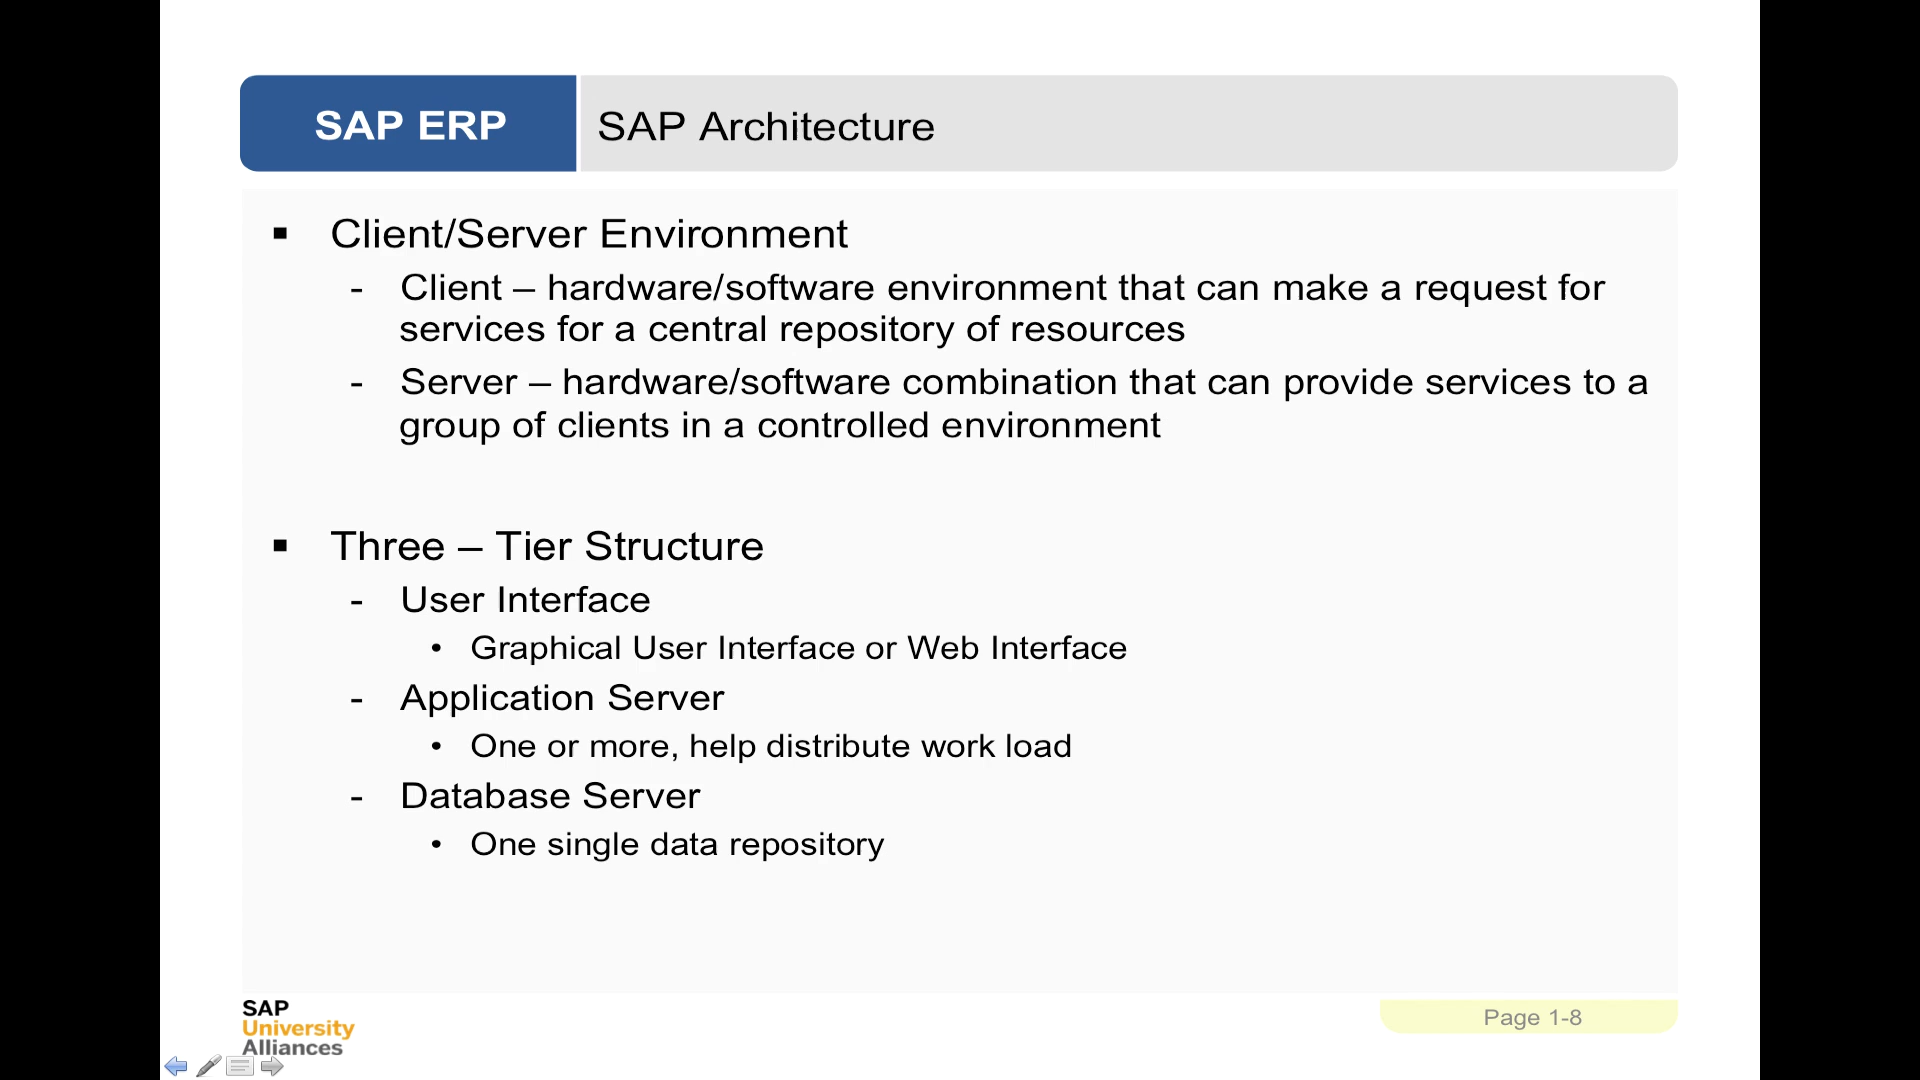 SAP ERP
SAP Architecture
▪ Client/Server Environment
- Client – hardware/software environment that can make a request for
services for a central repository of resources
- Server – hardware/software combination that can provide services to a
group of clients in a controlled environment
▪ Three – Tier Structure
- User Interface
• Graphical User Interface or Web Interface
- Application Server
• One or more, help distribute work load
- Database Server
• One single data repository
SAP
University
Alliances
Page 1-8